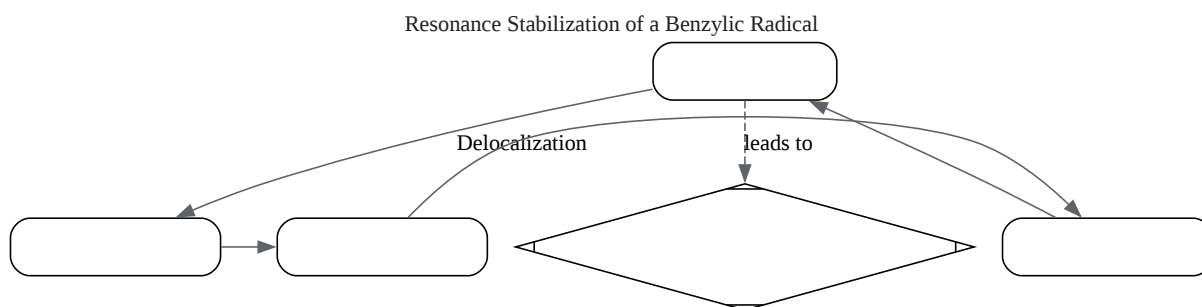 Resonance Stabilization of a Benzylic Radical
Delocalization
leads to